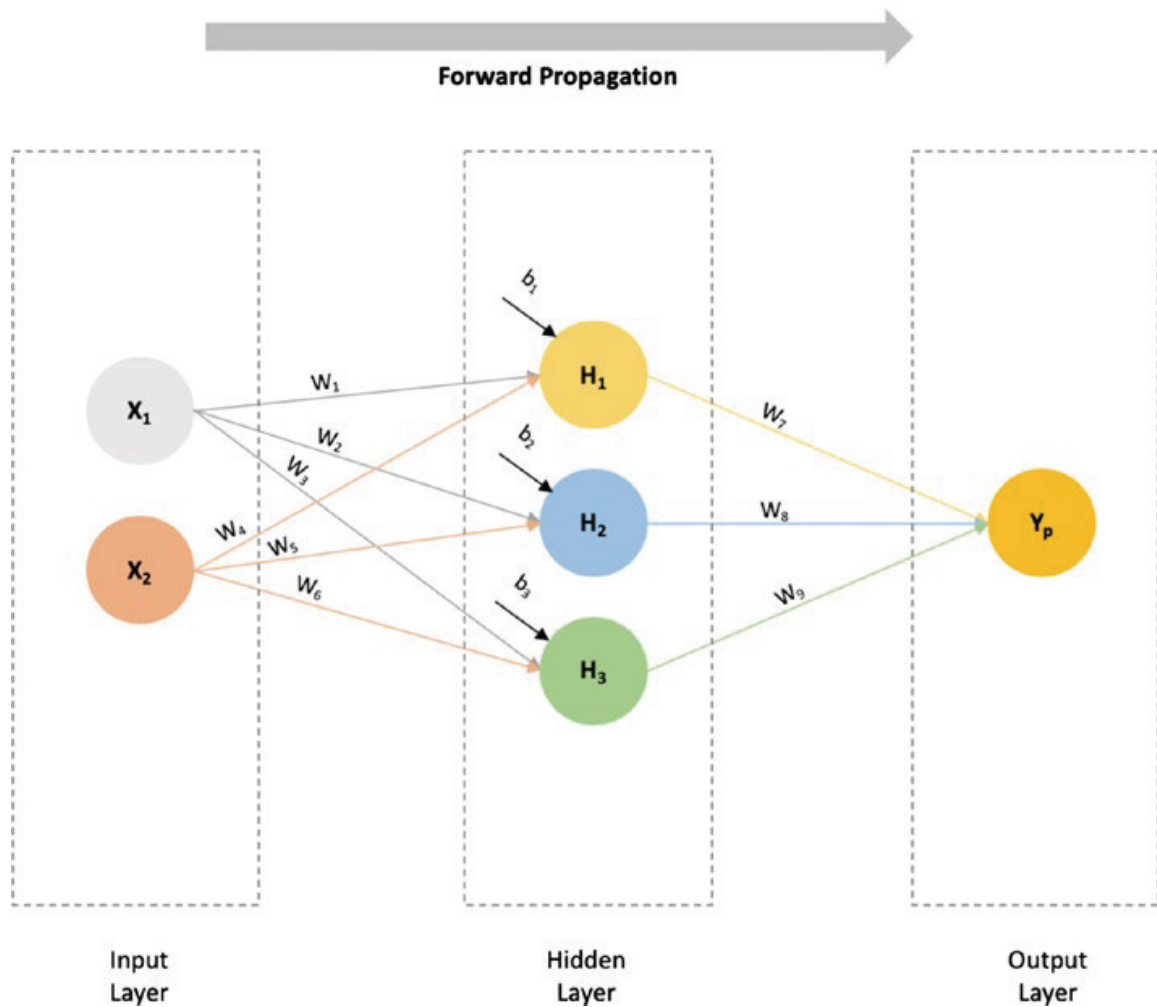 Forward Propagation
b₁
W₁
H₁
X₁
W₇
W₂
b₂
W₃
H₂
W₈
Yₚ
W₄
W₅
X₂
W₆
b₃
W₉
H₃
Input
Layer
Hidden
Layer
Output
Layer